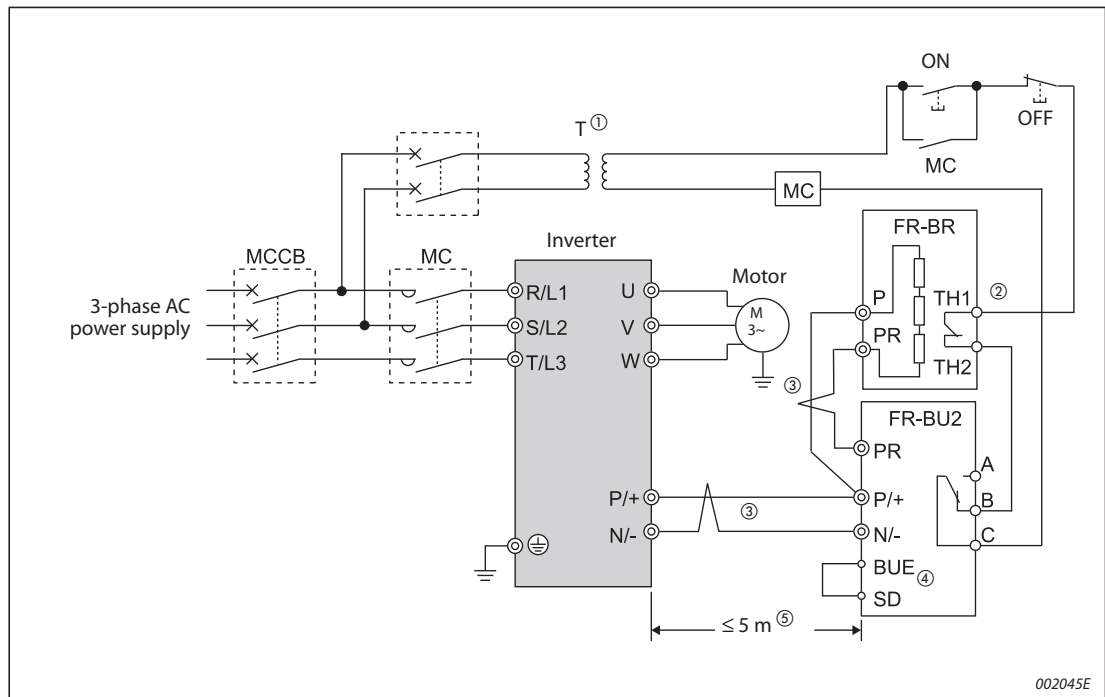 ON
OFF
MC
T ①
MC
FR-BR
MCCB
MC
Inverter
Motor
3-phase AC
power supply
R/L1
S/L2
T/L3
U
V
W
M
3~
P
PR
TH1
②
TH2
③
FR-BU2
PR
A
P/+
N/-
③
P/+
N/-
B
C
BUE ④
SD
≤ 5 m ⑤
002045E